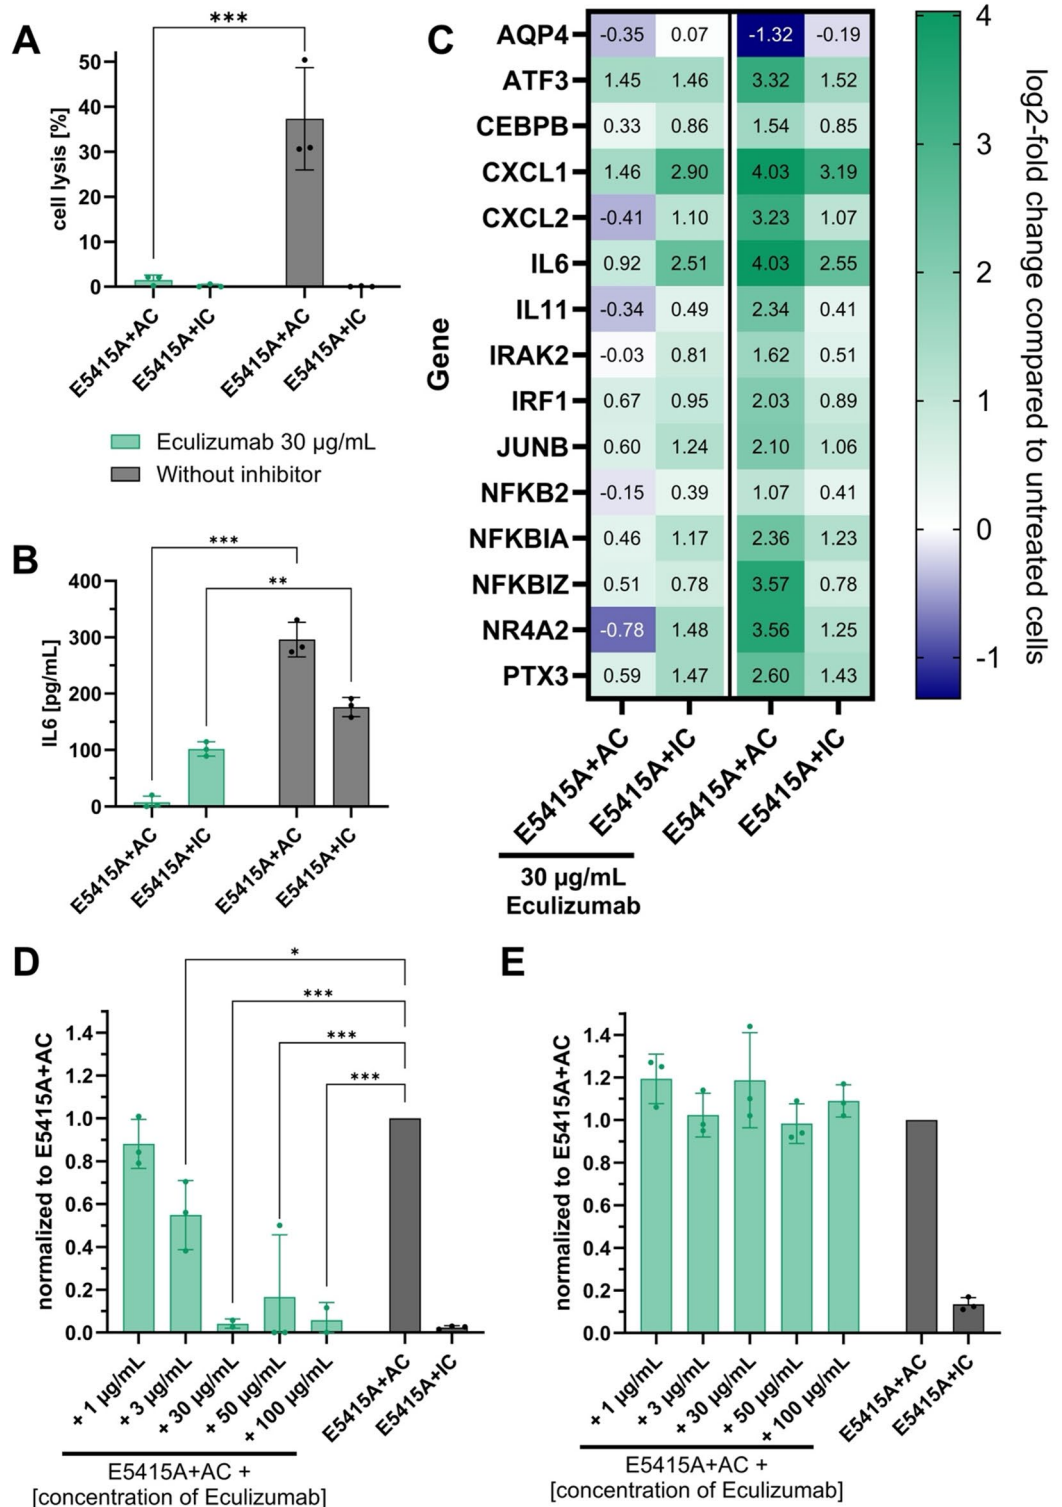 A
***
cell lysis [%]
50
40
30
20
10
0
E5415A+AC
E5415A+IC
E5415A+AC
E5415A+IC
Eculizumab 30 µg/mL
Without inhibitor
B
***
**
IL6 [pg/mL]
400
300
200
100
0
E5415A+AC
E5415A+IC
E5415A+AC
E5415A+IC
C
Gene
AQP4 -0.35 0.07 -1.32 -0.19
ATF3 1.45 1.46 3.32 1.52
CEBPB 0.33 0.86 1.54 0.85
CXCL1 1.46 2.90 4.03 3.19
CXCL2 -0.41 1.10 3.23 1.07
IL6 0.92 2.51 4.03 2.55
IL11 -0.34 0.49 2.34 0.41
IRAK2 -0.03 0.81 1.62 0.51
IRF1 0.67 0.95 2.03 0.89
JUNB 0.60 1.24 2.10 1.06
NFKB2 -0.15 0.39 1.07 0.41
NFKBIA 0.46 1.17 2.36 1.23
NFKBIZ 0.51 0.78 3.57 0.78
NR4A2 -0.78 1.48 3.56 1.25
PTX3 0.59 1.47 2.60 1.43
E5415A+AC
E5415A+IC
E5415A+AC
E5415A+IC
30 µg/mL
Eculizumab
4
3
2
1
0
-1
log2-fold change compared to untreated cells
D
*
***
***
***
normalized to E5415A+AC
1.4
1.2
1.0
0.8
0.6
0.4
0.2
0.0
+ 1 µg/mL
+ 3 µg/mL
+ 30 µg/mL
+ 50 µg/mL
+ 100 µg/mL
E5415A+AC
E5415A+IC
E5415A+AC +
[concentration of Eculizumab]
E
normalized to E5415A+AC
1.4
1.2
1.0
0.8
0.6
0.4
0.2
0.0
+ 1 µg/mL
+ 3 µg/mL
+ 30 µg/mL
+ 50 µg/mL
+ 100 µg/mL
E5415A+AC
E5415A+IC
E5415A+AC +
[concentration of Eculizumab]